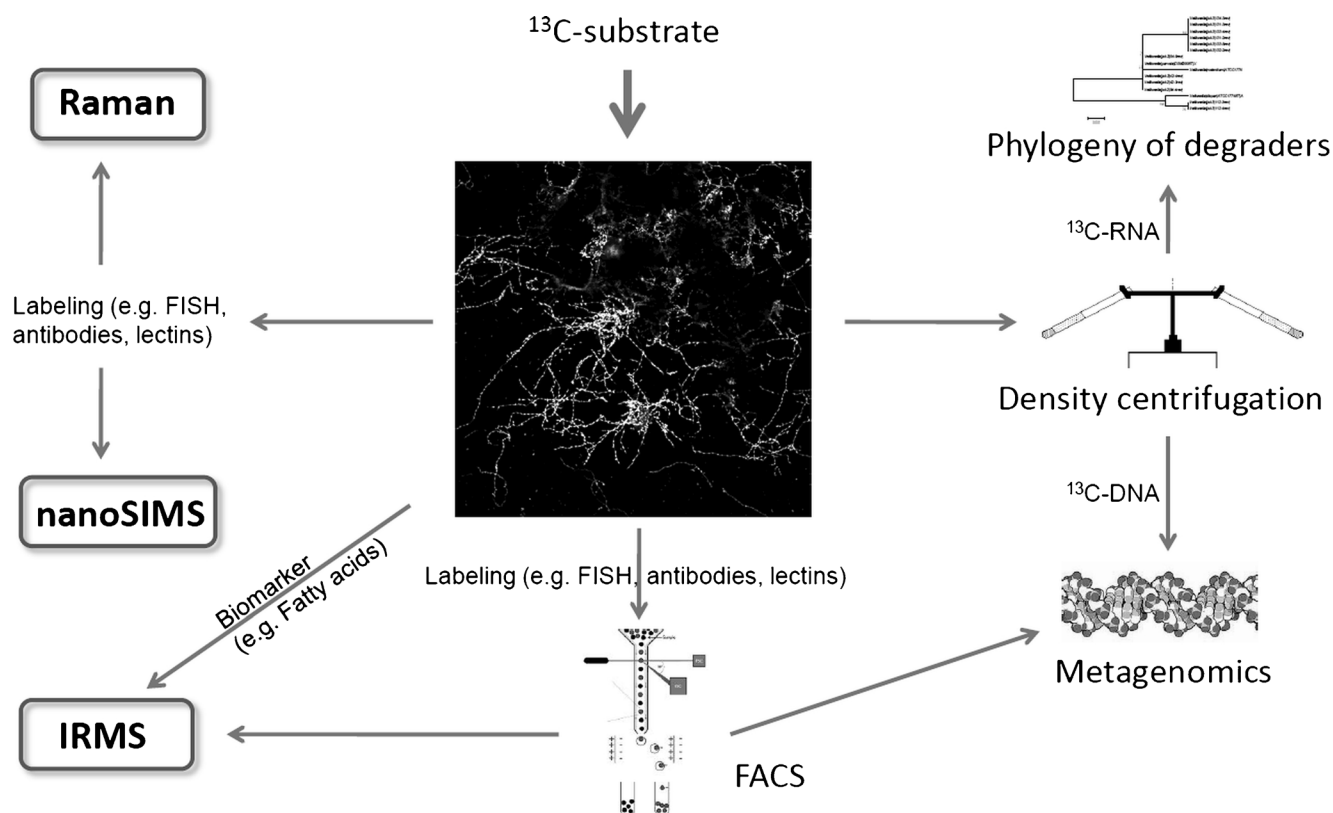 ¹³C-substrate
Raman
Phylogeny of degraders
¹³C-RNA
Labeling (e.g. FISH,
antibodies, lectins)
Density centrifugation
nanoSIMS
¹³C-DNA
Biomarker
(e.g. Fatty acids)
Labeling (e.g. FISH, antibodies, lectins)
Metagenomics
IRMS
FACS